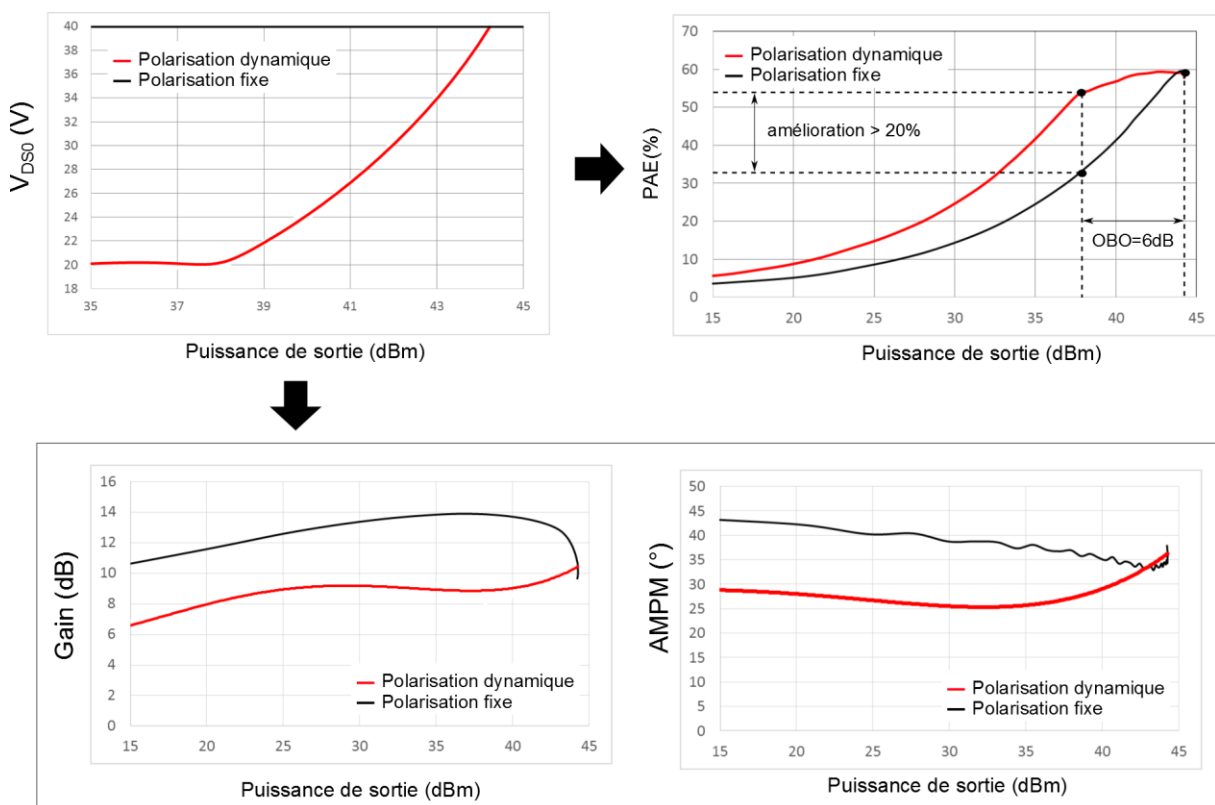 40
38
36
34
32
30
28
26
24
22
20
18
V_DS0 (V)
Polarisation dynamique
Polarisation fixe
35 37 39 41 43 45
Puissance de sortie (dBm)
70
60
50
40
30
20
10
0
PAE(%)
Polarisation dynamique
Polarisation fixe
amélioration > 20%
OBO=6dB
15 20 25 30 32 40 45
Puissance de sortie (dBm)
16
14
12
10
8
6
4
2
0
Gain (dB)
Polarisation dynamique
Polarisation fixe
15 20 25 30 35 40 45
Puissance de sortie (dBm)
50
45
40
35
30
25
20
15
10
5
0
AMPM (°)
Polarisation dynamique
Polarisation fixe
15 20 25 30 35 40 45
Puissance de sortie (dBm)